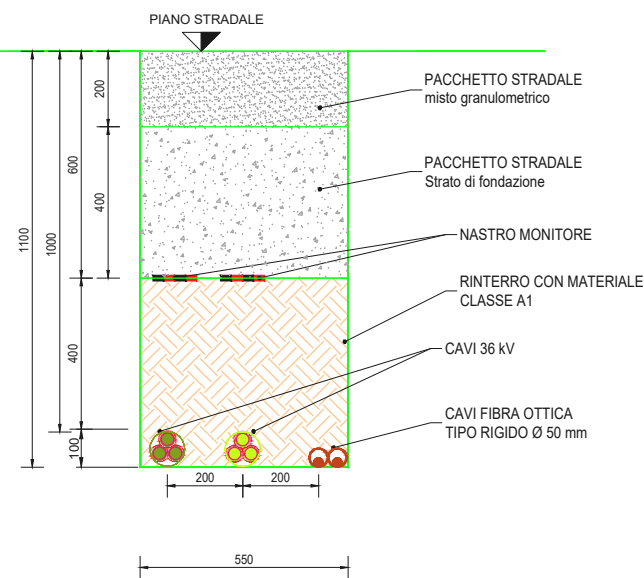 PIANO STRADALE
200
PACCHETTO STRADALE
misto granulometrico
600
400
PACCHETTO STRADALE
Strato di fondazione
1100
1000
NASTRO MONITORE
RINTERRO CON MATERIALE
CLASSE A1
400
CAVI 36 kV
CAVI FIBRA OTTICA
TIPO RIGIDO Ø 50 mm
100
200
200
550